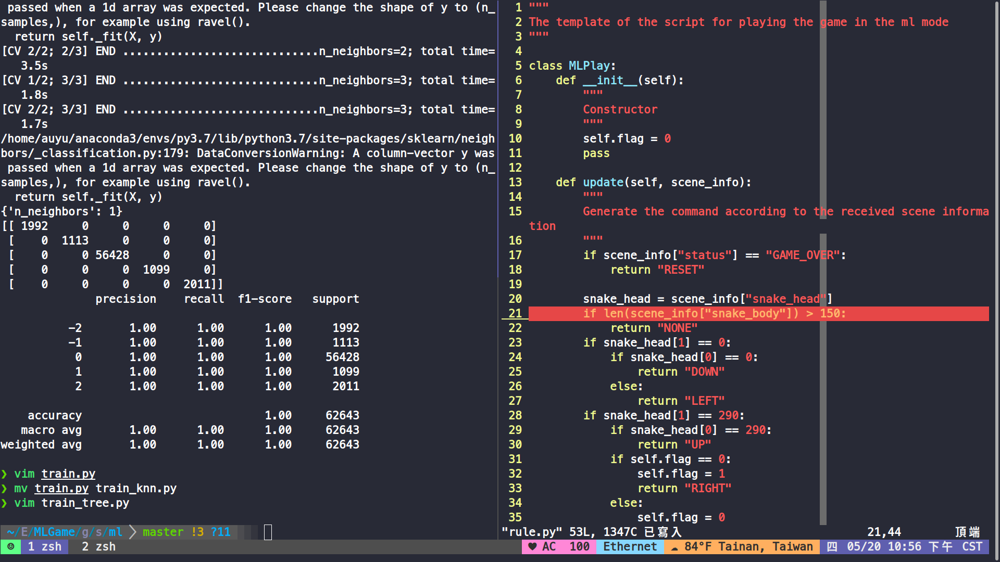 passed when a 1d array was expected. Please change the shape of y to (n_
samples,), for example using ravel().
  return self._fit(X, y)
[CV 2/2; 2/3] END .............................n_neighbors=2; total time=
   3.5s
[CV 1/2; 3/3] END .............................n_neighbors=3; total time=
   1.8s
[CV 2/2; 3/3] END .............................n_neighbors=3; total time=
   1.7s
/home/auyu/anaconda3/envs/py3.7/lib/python3.7/site-packages/sklearn/neigh
bors/_classification.py:179: DataConversionWarning: A column-vector y was
 passed when a 1d array was expected. Please change the shape of y to (n_
samples,), for example using ravel().
  return self._fit(X, y)
{'n_neighbors': 1}
[[ 1992     0     0     0     0]
 [    0  1113     0     0     0]
 [    0     0 56428     0     0]
 [    0     0     0  1099     0]
 [    0     0     0     0  2011]]
              precision    recall  f1-score   support
          -2       1.00      1.00      1.00      1992
          -1       1.00      1.00      1.00      1113
           0       1.00      1.00      1.00     56428
           1       1.00      1.00      1.00      1099
           2       1.00      1.00      1.00      2011
    accuracy                           1.00     62643
   macro avg       1.00      1.00      1.00     62643
weighted avg       1.00      1.00      1.00     62643
❯ vim train.py
❯ mv train.py train_knn.py
❯ vim train_tree.py
~/E/MLGame/g/s/ml master !3 ?11
1 """
2 The template of the script for playing the game in the ml mode
3 """
4
5 class MLPlay:
6     def __init__(self):
7         """
8         Constructor
9         """
10         self.flag = 0
11         pass
12
13     def update(self, scene_info):
14         """
15         Generate the command according to the received scene informa
tion
16         """
17         if scene_info["status"] == "GAME_OVER":
18             return "RESET"
19
20         snake_head = scene_info["snake_head"]
21         if len(scene_info["snake_body"]) > 150:
22             return "NONE"
23         if snake_head[1] == 0:
24             if snake_head[0] == 0:
25                 return "DOWN"
26             else:
27                 return "LEFT"
28         if snake_head[1] == 290:
29             if snake_head[0] == 290:
30                 return "UP"
31             if self.flag == 0:
32                 self.flag = 1
33                 return "RIGHT"
34             else:
35                 self.flag = 0
"rule.py" 53L, 1347C 已寫入 21,44 頂端
☺ 1 zsh 2 zsh ♥ AC 100 Ethernet ☁ 84°F Tainan, Taiwan 四 05/20 10:56 下午 CST